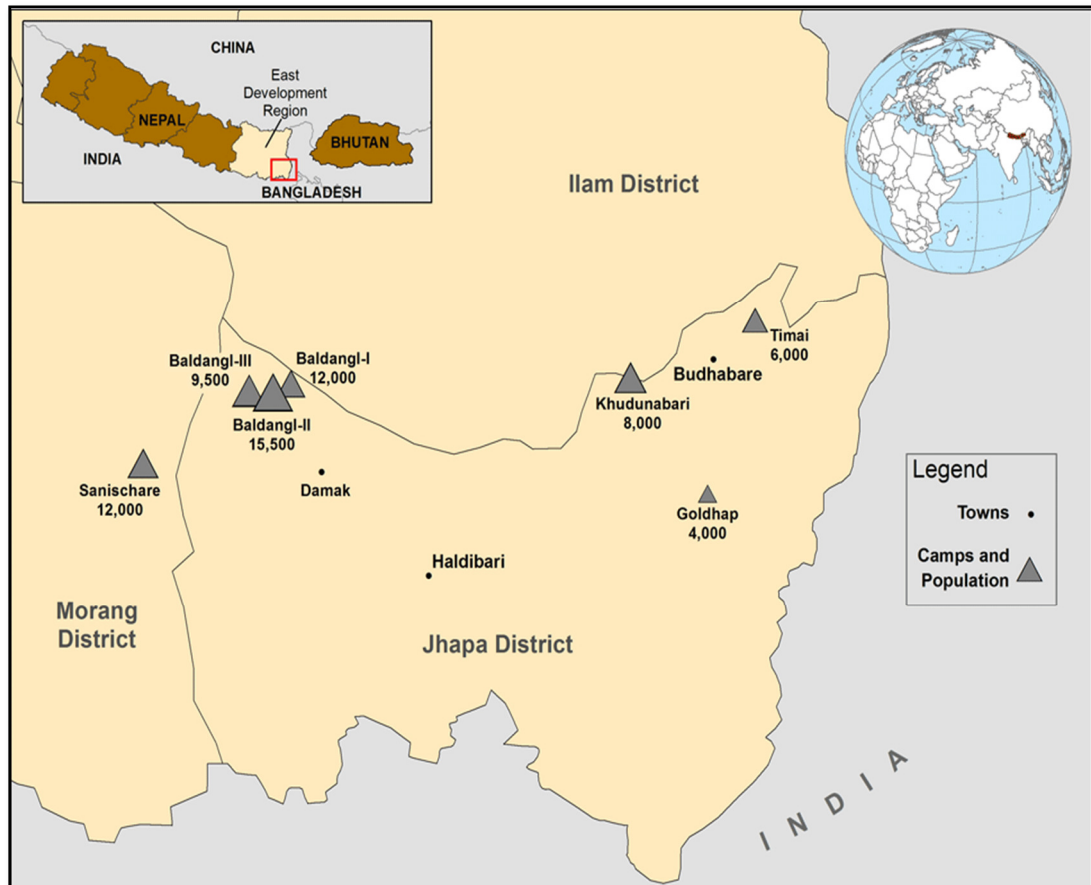 CHINA
East
Development
Region
NEPAL
BHUTAN
INDIA
BANGLADESH
Ilam District
Timai
6,000
Budhabare
Baldangl-III
9,500
Baldangl-I
12,000
Khudunabari
8,000
Baldangl-II
15,500
Sanischare
12,000
Damak
Goldhap
4,000
Haldibari
Morang
District
Jhapa District
Legend
Towns
Camps and
Population
INDIA